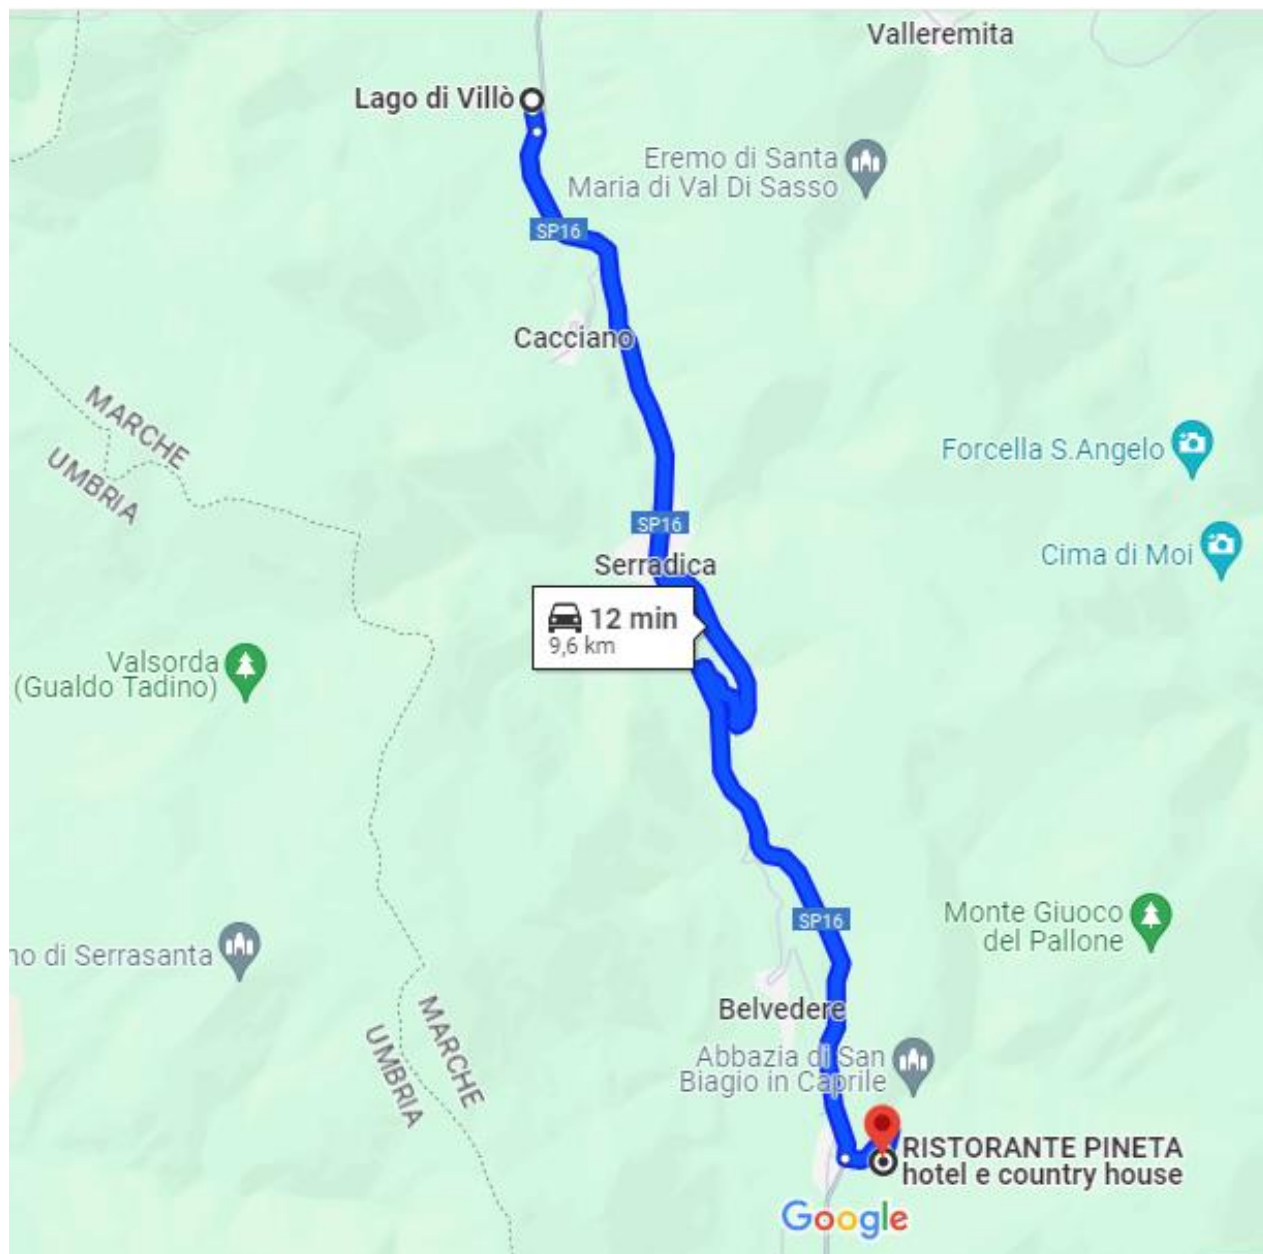 Valleremita
Lago di Villò
Eremo di Santa
Maria di Val Di Sasso
SP16
Cacciano
MARCHE
UMBRIA
Forcella S.Angelo
SP16
Cima di Moi
Serradica
12 min
9,6 km
Valsorda
(Gualdo Tadino)
SP16
Monte Giuoco
del Pallone
no di Serrasanta
Belvedere
MARCHE
UMBRIA
Abbazia di San
Biagio in Caprile
RISTORANTE PINETA
hotel e country house
Google